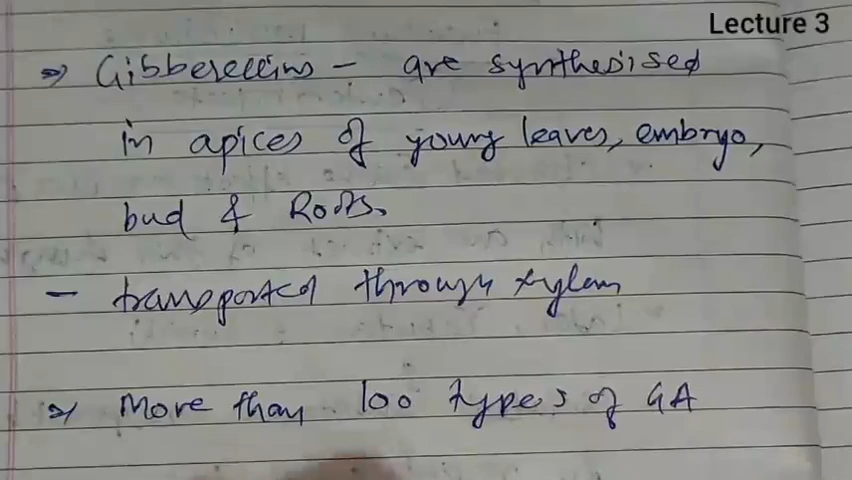 Lecture 3
⇒ Gibberellins - are synthesised
in apices of young leaves, embryo,
bud & Roots.
- transported through xylem
⇒ More than 100 types of GA